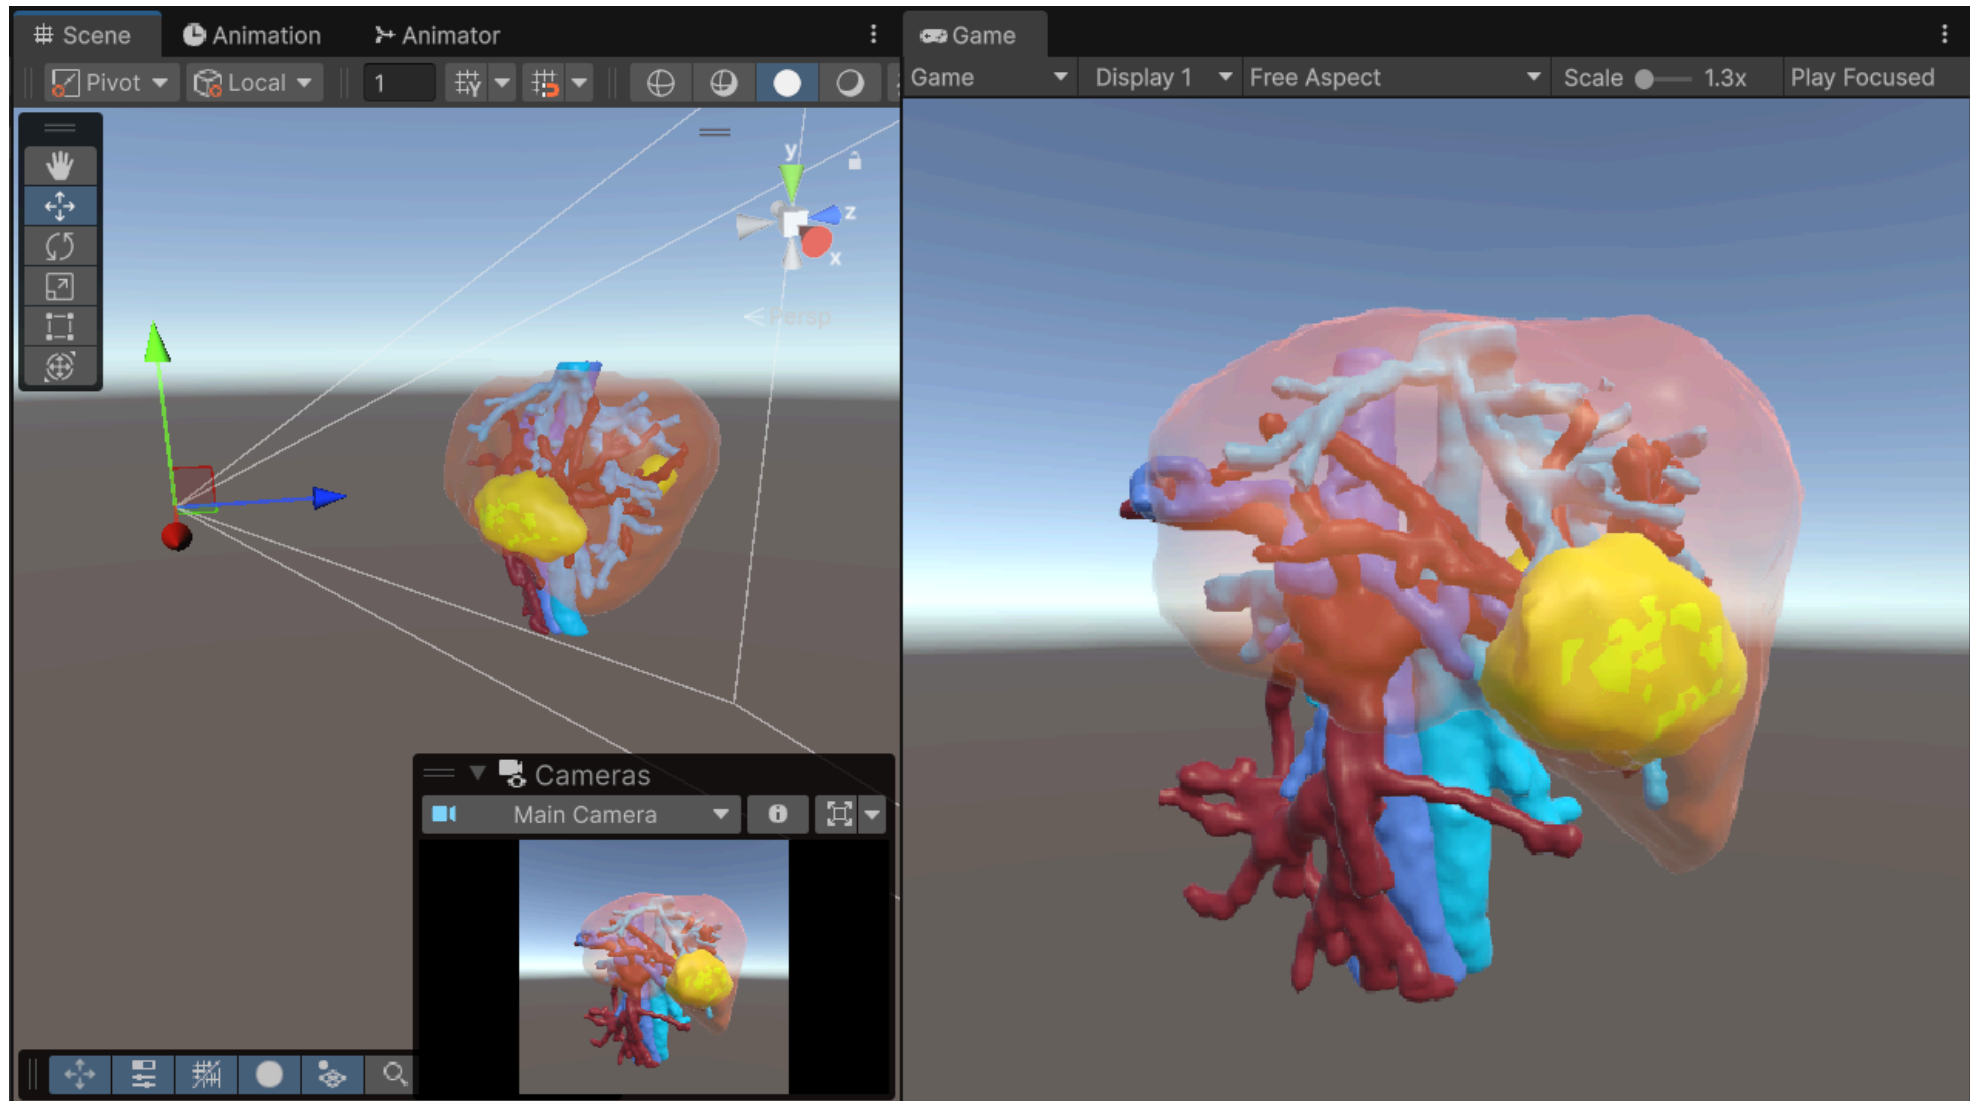 Scene Animation Animator
Game
Pivot Local 1
Game Display 1 Free Aspect Scale 1.3x Play Focused
y
z
x
Persp
Cameras
Main Camera